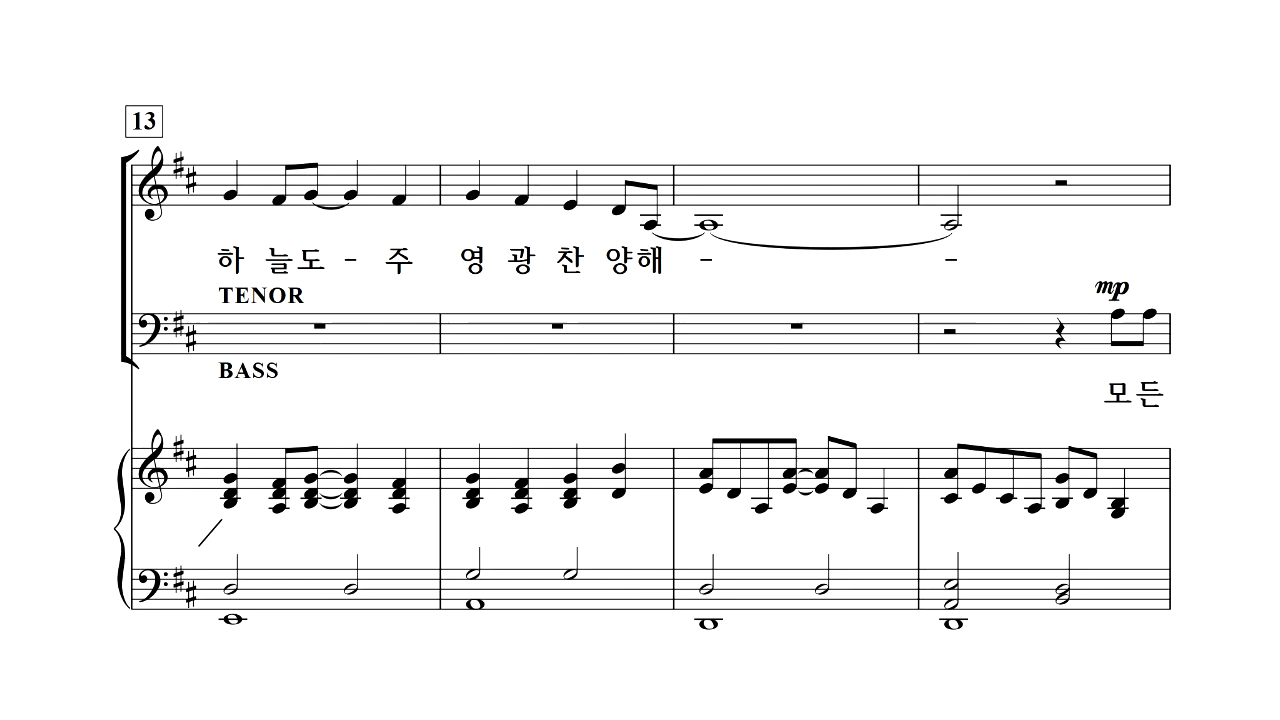 13
하 늘도 - 주 영 광 찬 양해 - -
TENOR
mp
BASS
모든